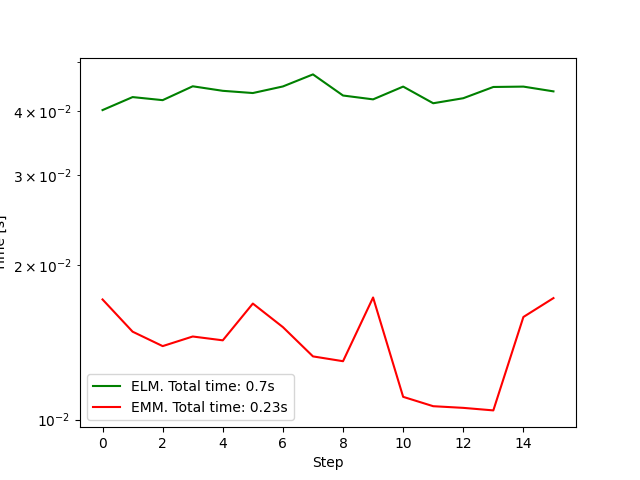 4 × 10⁻²
3 × 10⁻²
Time [s]
2 × 10⁻²
10⁻²
ELM. Total time: 0.7s
EMM. Total time: 0.23s
0 2 4 6 8 10 12 14
Step